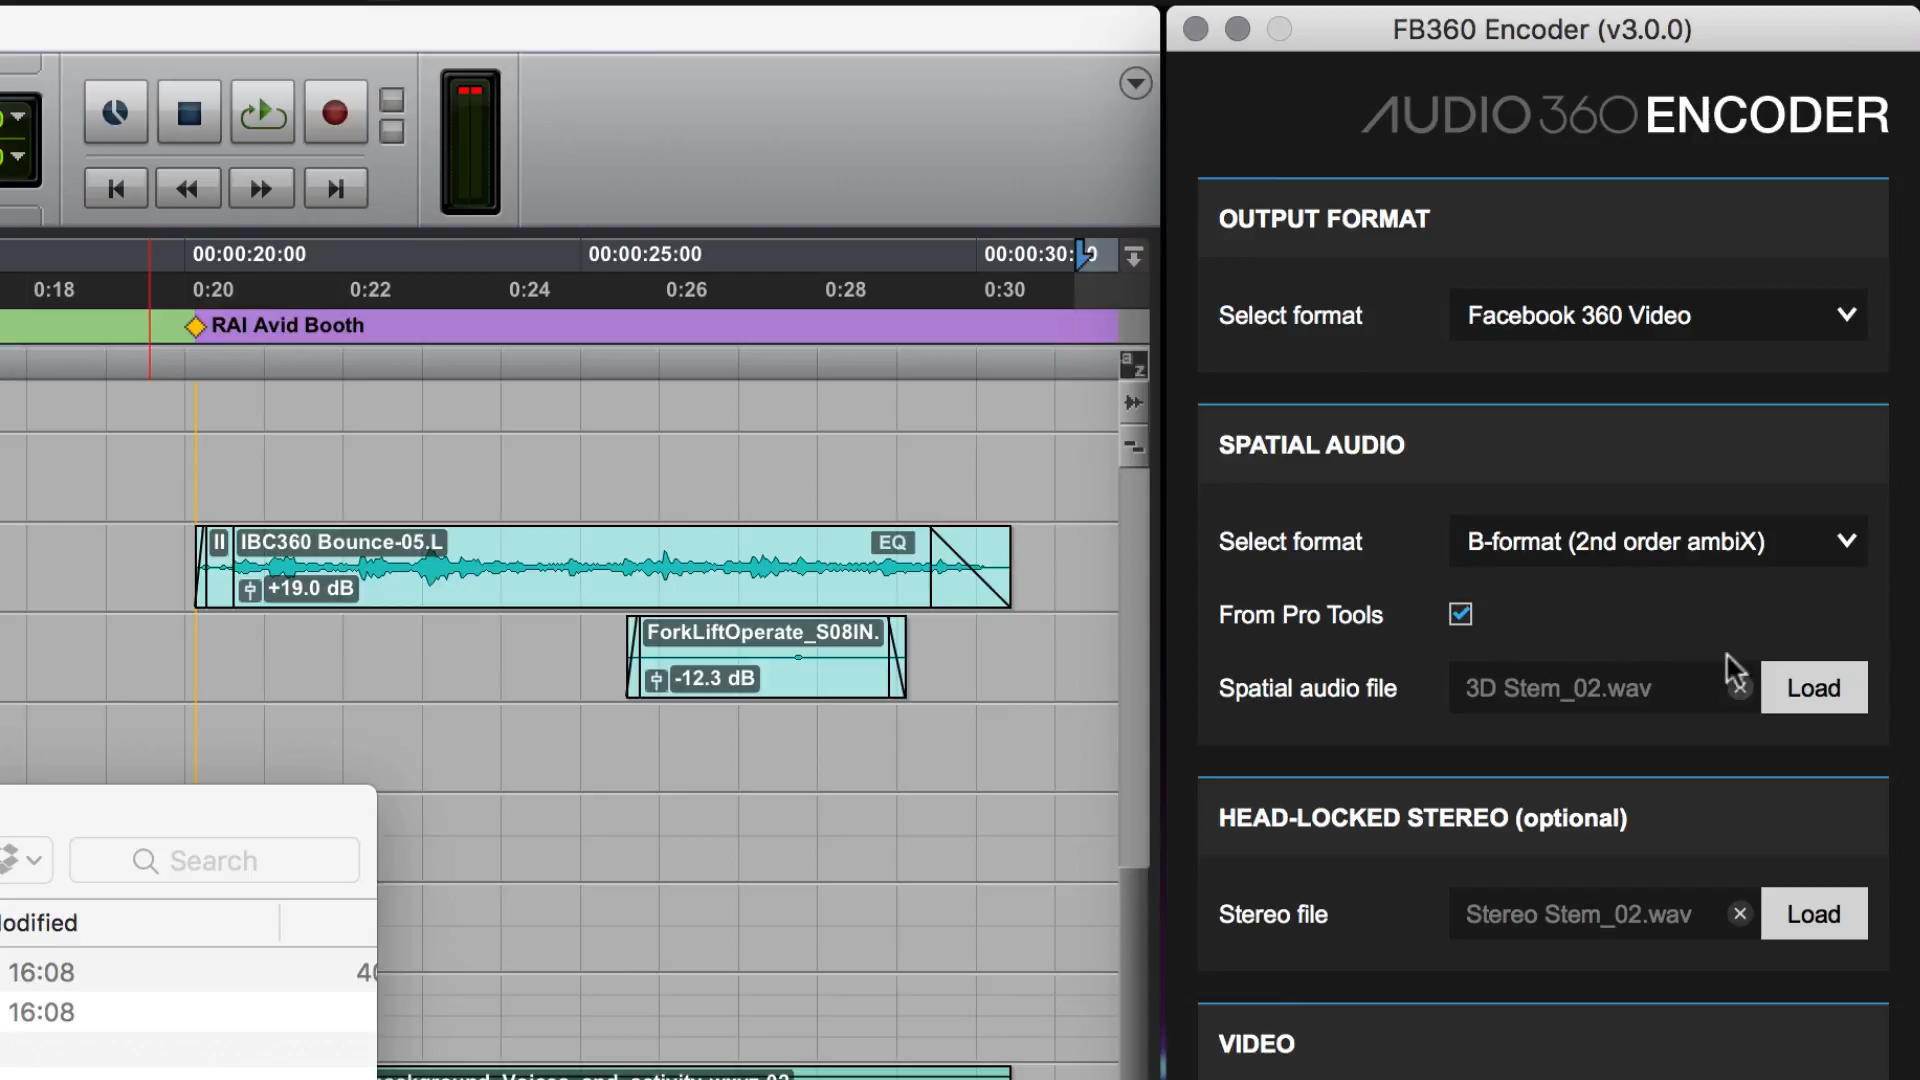 FB360 Encoder (v3.0.0)
AUDIO 360 ENCODER
OUTPUT FORMAT
Select format
Facebook 360 Video
SPATIAL AUDIO
Select format
B-format (2nd order ambiX)
From Pro Tools
Spatial audio file
3D Stem_02.wav
Load
HEAD-LOCKED STEREO (optional)
Stereo file
Stereo Stem_02.wav
Load
VIDEO
00:00:20:00
00:00:25:00
00:00:30:
0:18
0:20
0:22
0:24
0:26
0:28
0:30
RAI Avid Booth
a
z
IBC360 Bounce-05.L
EQ
+19.0 dB
ForkLiftOperate_S08IN.
-12.3 dB
Search
odified
16:08
40
16:08